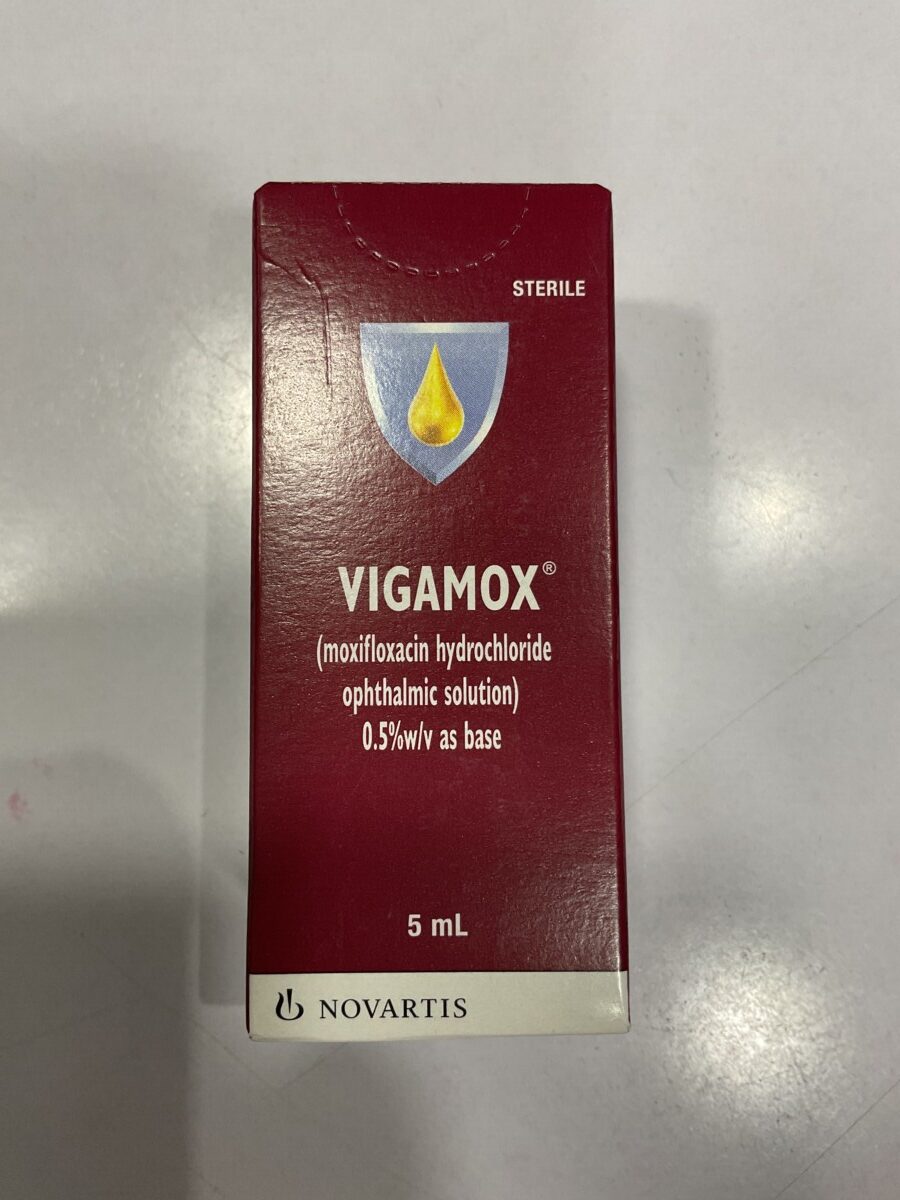 STERILE
VIGAMOX®
(moxifloxacin hydrochloride
ophthalmic solution)
0.5%w/v as base
5 mL
NOVARTIS